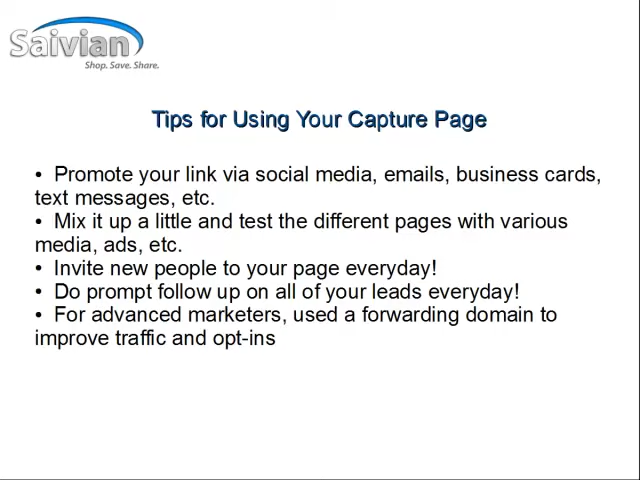 Saivian
Shop. Save. Share.
Tips for Using Your Capture Page
• Promote your link via social media, emails, business cards,
text messages, etc.
• Mix it up a little and test the different pages with various
media, ads, etc.
• Invite new people to your page everyday!
• Do prompt follow up on all of your leads everyday!
• For advanced marketers, used a forwarding domain to
improve traffic and opt-ins